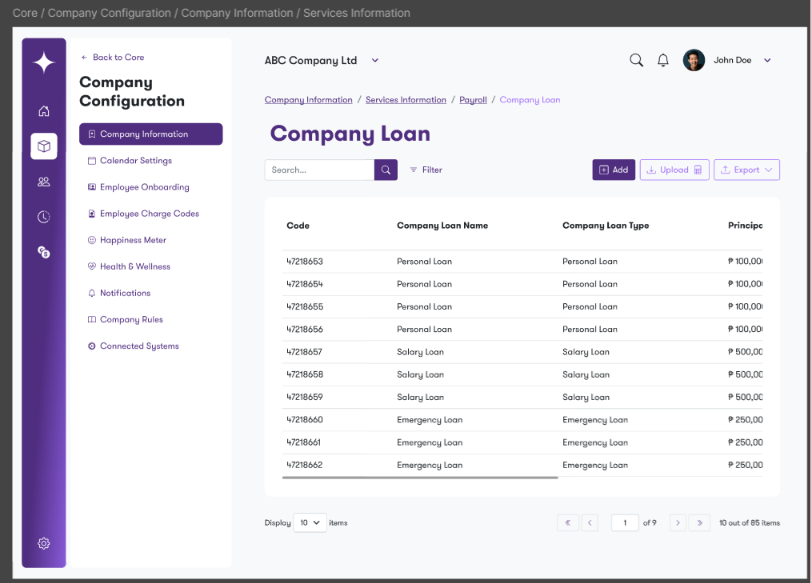 Core / Company Configuration / Company Information / Services Information
← Back to Core
Company
Configuration
Company Information
Calendar Settings
Employee Onboarding
Employee Charge Codes
Happiness Meter
Health & Wellness
Notifications
Company Rules
Connected Systems
ABC Company Ltd
John Doe
Company Information / Services Information / Payroll / Company Loan
Company Loan
Search...
Filter
Add
Upload
Export
Code Company Loan Name Company Loan Type Principa
47218653 Personal Loan Personal Loan ₱ 100,00
47218654 Personal Loan Personal Loan ₱ 100,00
47218655 Personal Loan Personal Loan ₱ 100,00
47218656 Personal Loan Personal Loan ₱ 100,00
47218657 Salary Loan Salary Loan ₱ 500,00
47218658 Salary Loan Salary Loan ₱ 500,00
47218659 Salary Loan Salary Loan ₱ 500,00
47218660 Emergency Loan Emergency Loan ₱ 250,00
47218661 Emergency Loan Emergency Loan ₱ 250,00
47218662 Emergency Loan Emergency Loan ₱ 250,00
Display 10 items
« < 1 of 9 > »
10 out of 85 items